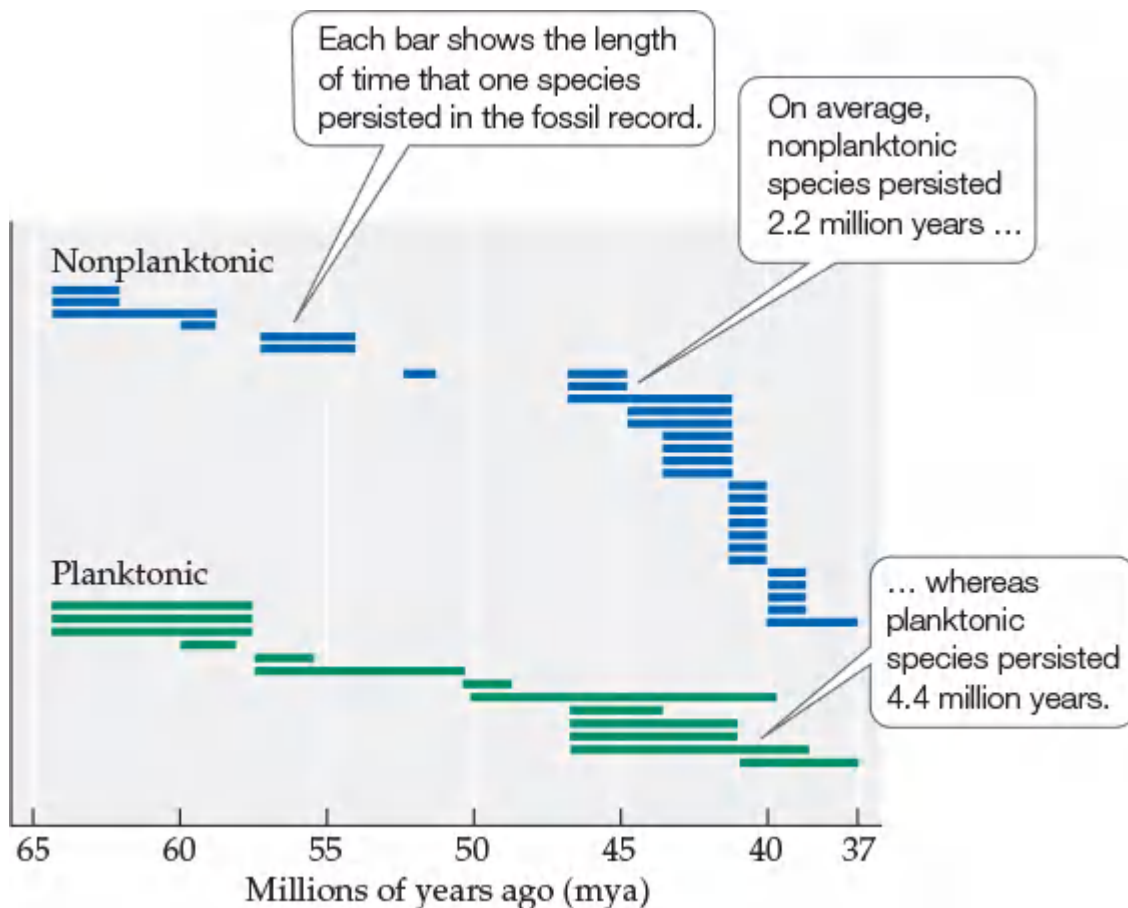 Each bar shows the length
of time that one species
persisted in the fossil record.
On average,
nonplanktonic
species persisted
2.2 million years …
Nonplanktonic
Planktonic
… whereas
planktonic
species persisted
4.4 million years.
65 60 55 50 45 40 37
Millions of years ago (mya)